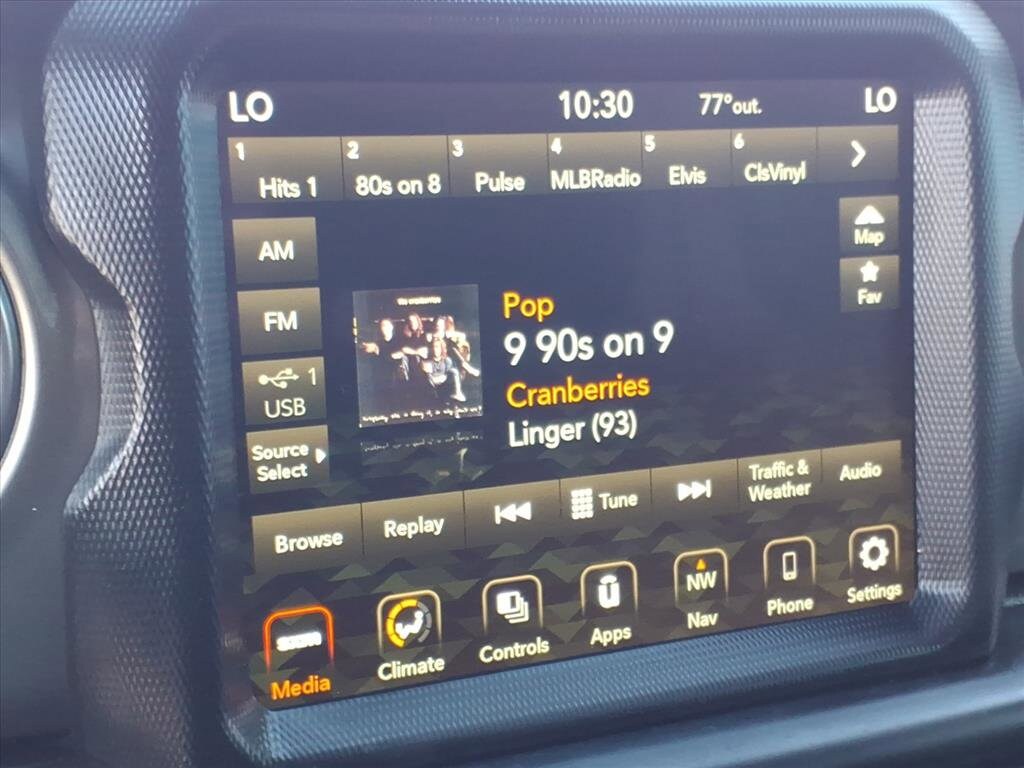 LO 10:30 77°out. LO
1 2 3 4 5 6
Hits 1 80s on 8 Pulse MLBRadio Elvis ClsVinyl
AM
Map
FM
Fav
1
USB
Source
Select
the cranberries
Pop
9 90s on 9
Cranberries
Linger (93)
Browse Replay Tune
Traffic &
Weather
Audio
NW
Media Climate Controls Apps Nav Phone Settings